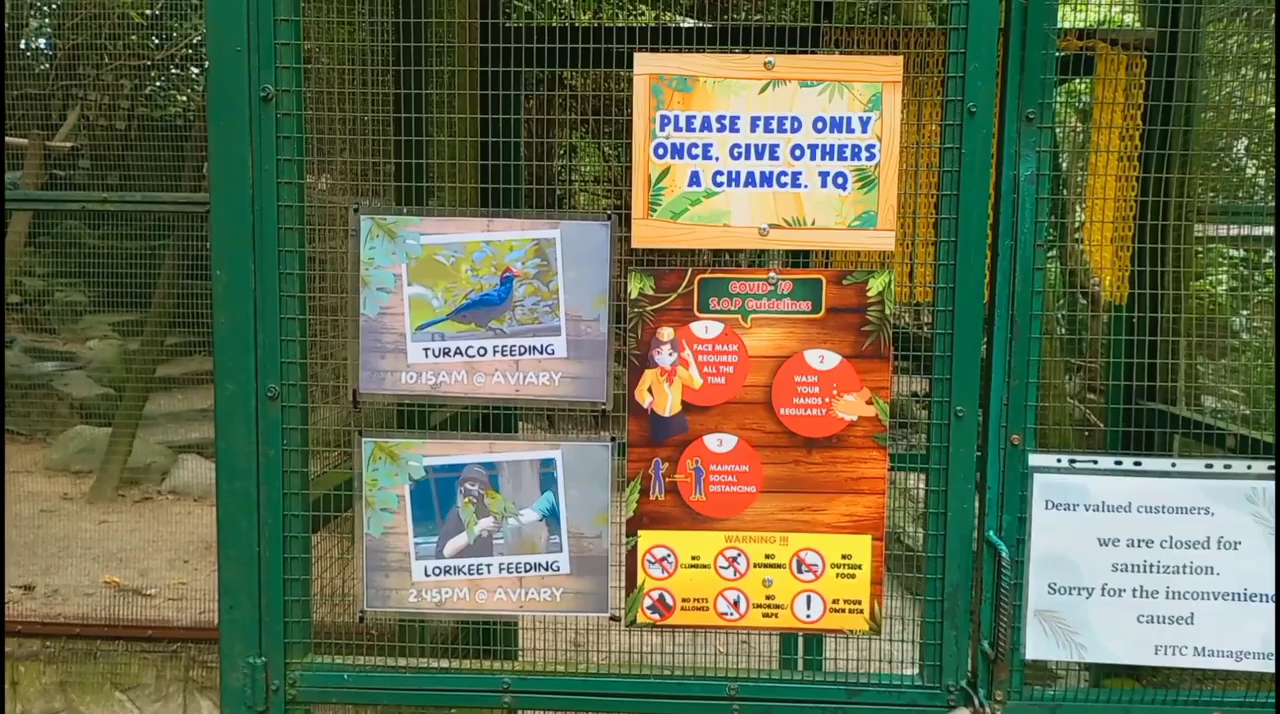 PLEASE FEED ONLY
ONCE, GIVE OTHERS
A CHANCE. TQ
TURACO FEEDING
10:15AM @ AVIARY
LORIKEET FEEDING
2.45PM @ AVIARY
COVID-19
S.O.P Guidelines
1
FACE MASK
REQUIRED
ALL THE
TIME
2
WASH
YOUR
HANDS
REGULARLY
3
MAINTAIN
SOCIAL
DISTANCING
WARNING !!!
NO
CLIMBING
NO
RUNNING
NO
OUTSIDE
FOOD
NO PETS
ALLOWED
NO
SMOKING/
VAPE
AT YOUR
OWN RISK
Dear valued customers,
we are closed for
sanitization.
Sorry for the inconvenienc
caused
FITC Manageme